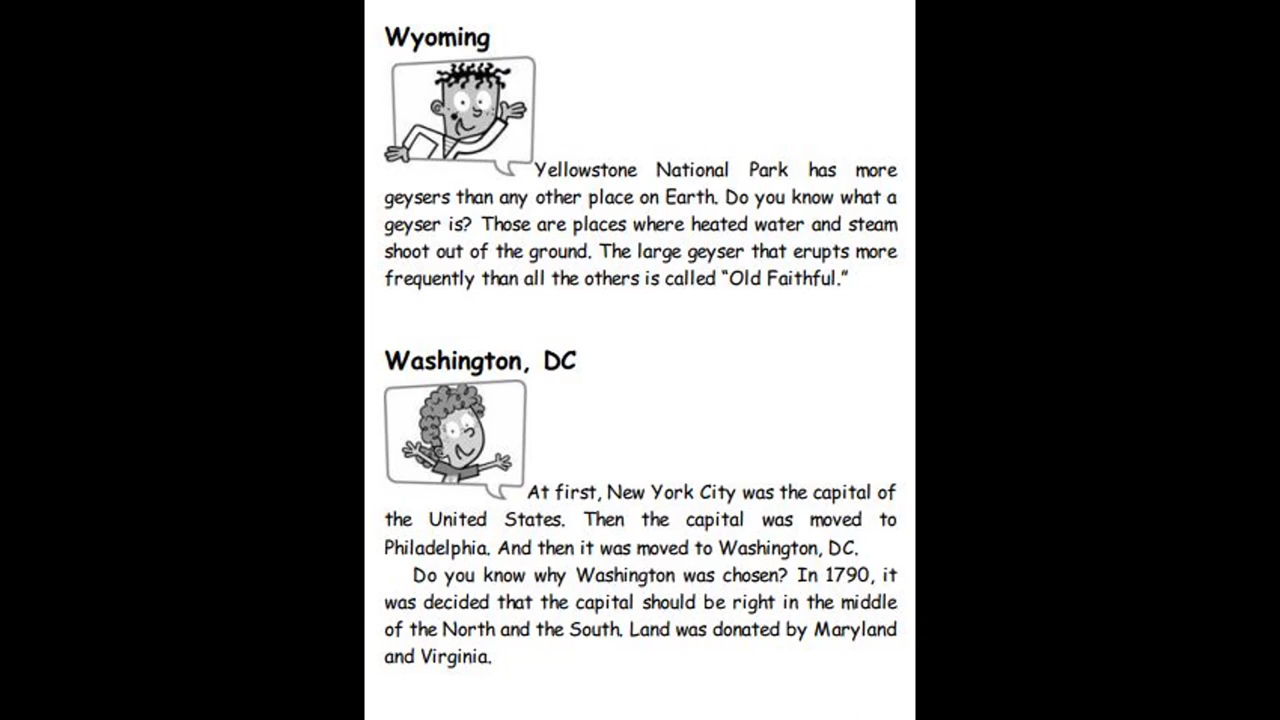 Wyoming
Yellowstone National Park has more
geysers than any other place on Earth. Do you know what a
geyser is? Those are places where heated water and steam
shoot out of the ground. The large geyser that erupts more
frequently than all the others is called “Old Faithful.”
Washington, DC
At first, New York City was the capital of
the United States. Then the capital was moved to
Philadelphia. And then it was moved to Washington, DC.
Do you know why Washington was chosen? In 1790, it
was decided that the capital should be right in the middle
of the North and the South. Land was donated by Maryland
and Virginia.